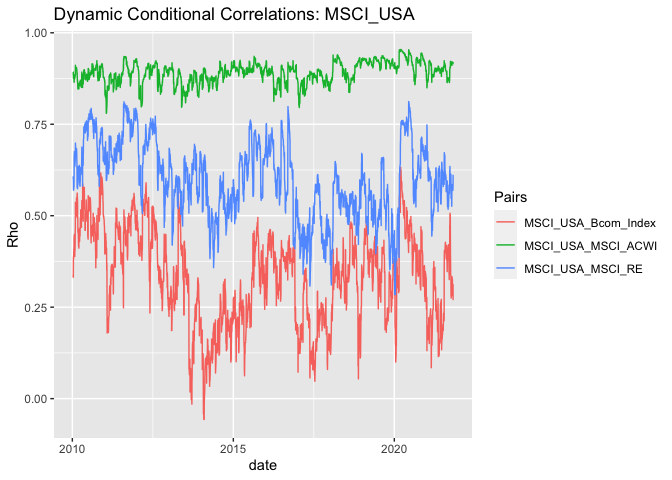 Dynamic Conditional Correlations: MSCI_USA
1.00
0.75
0.50
0.25
0.00
Rho
2010
2015
2020
date
Pairs
MSCI_USA_Bcom_Index
MSCI_USA_MSCI_ACWI
MSCI_USA_MSCI_RE